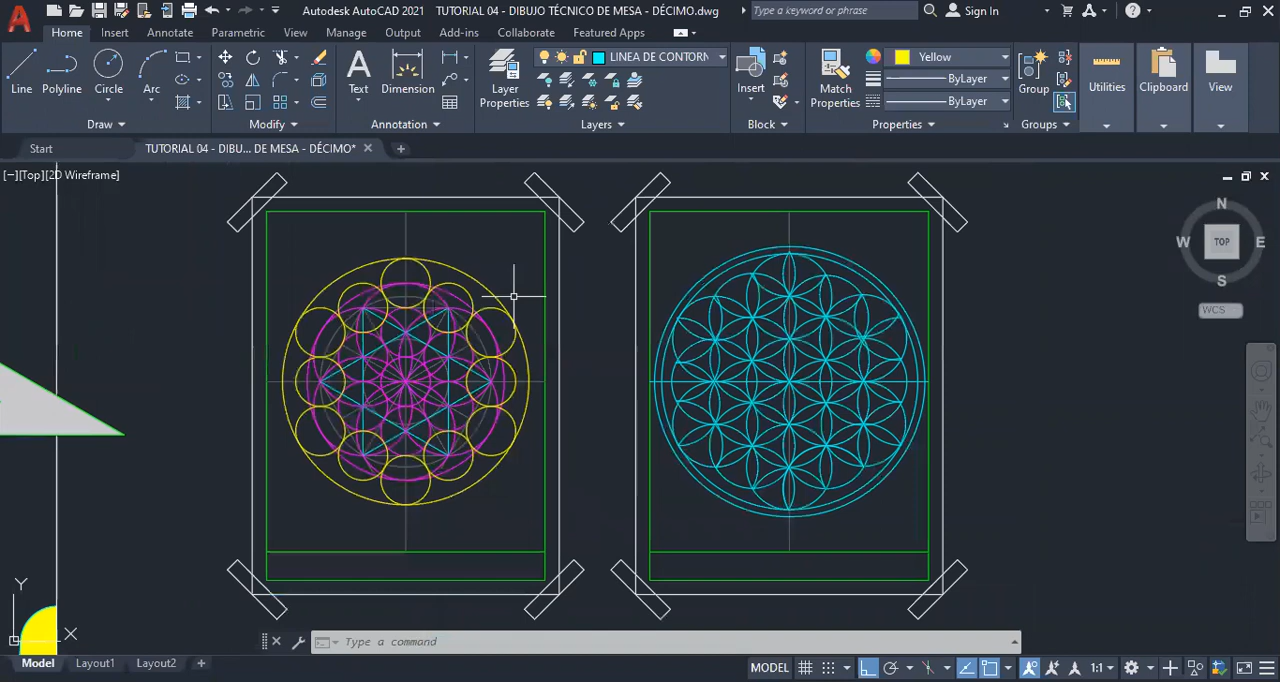 Autodesk AutoCAD 2021 TUTORIAL 04 - DIBUJO TÉCNICO DE MESA - DÉCIMO.dwg Type a keyword or phrase Sign In
Home Insert Annotate Parametric View Manage Output Add-ins Collaborate Featured Apps
LINEA DE CONTORN Yellow
ByLayer
ByLayer
Line Polyline Circle Arc Text Dimension Layer Properties Insert Match Properties Group Utilities Clipboard View
Draw Modify Annotation Layers Block Properties Groups
Start TUTORIAL 04 - DIBU... DE MESA - DÉCIMO*
[−][Top][2D Wireframe]
N
W TOP E
S
WCS
Y
X
Type a command
Model Layout1 Layout2 MODEL 1:1